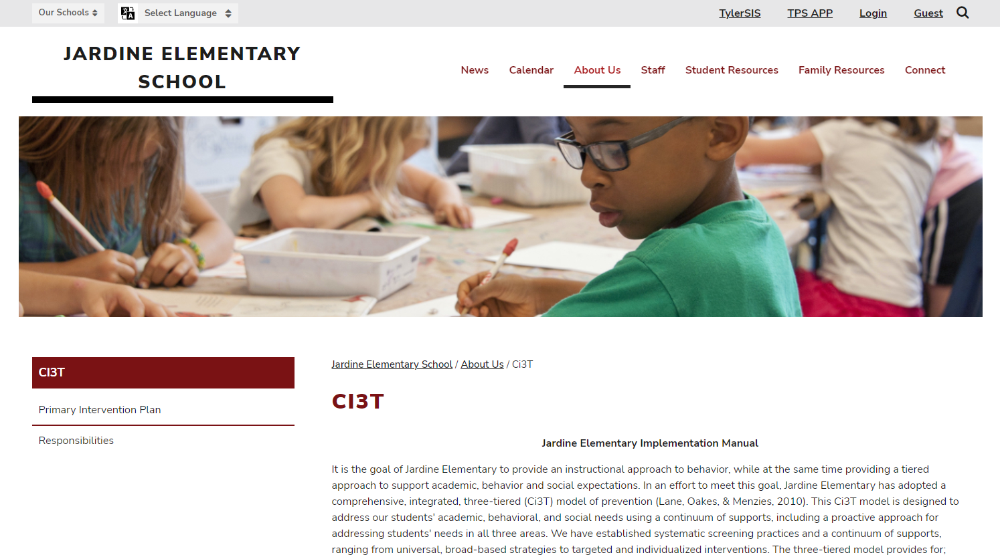 Our Schools
Select Language
TylerSIS
TPS APP
Login
Guest
JARDINE ELEMENTARY
SCHOOL
News
Calendar
About Us
Staff
Student Resources
Family Resources
Connect
CI3T
Primary Intervention Plan
Responsibilities
Jardine Elementary School / About Us / Ci3T
CI3T
Jardine Elementary Implementation Manual
It is the goal of Jardine Elementary to provide an instructional approach to behavior, while at the same time providing a tiered
approach to support academic, behavior and social expectations. In an effort to meet this goal, Jardine Elementary has adopted a
comprehensive, integrated, three-tiered (Ci3T) model of prevention (Lane, Oakes, & Menzies, 2010). This Ci3T model is designed to
address our students' academic, behavioral, and social needs using a continuum of supports, including a proactive approach for
addressing students' needs in all three areas. We have established systematic screening practices and a continuum of supports,
ranging from universal, broad-based strategies to targeted and individualized interventions. The three-tiered model provides for;